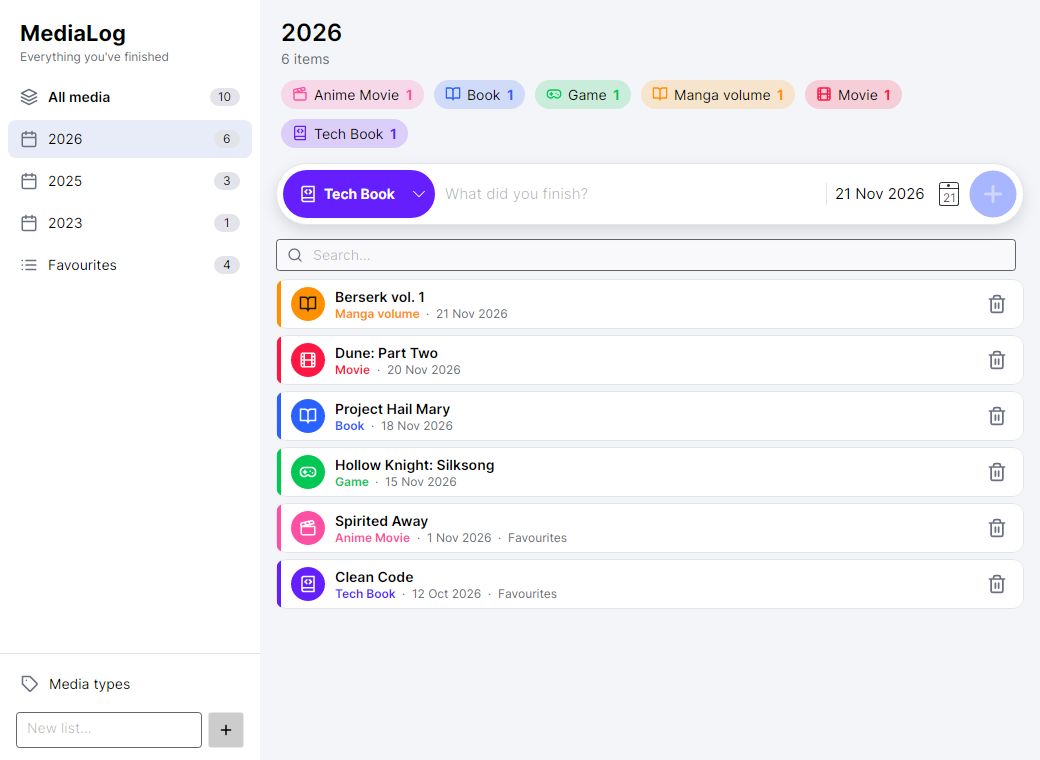 MediaLog
Everything you've finished
All media 10
2026 6
2025 3
2023 1
Favourites 4
Media types
New list...
+
2026
6 items
Anime Movie 1 Book 1 Game 1 Manga volume 1 Movie 1
Tech Book 1
Tech Book What did you finish? 21 Nov 2026 21
Search...
Berserk vol. 1
Manga volume · 21 Nov 2026
Dune: Part Two
Movie · 20 Nov 2026
Project Hail Mary
Book · 18 Nov 2026
Hollow Knight: Silksong
Game · 15 Nov 2026
Spirited Away
Anime Movie · 1 Nov 2026 · Favourites
Clean Code
Tech Book · 12 Oct 2026 · Favourites